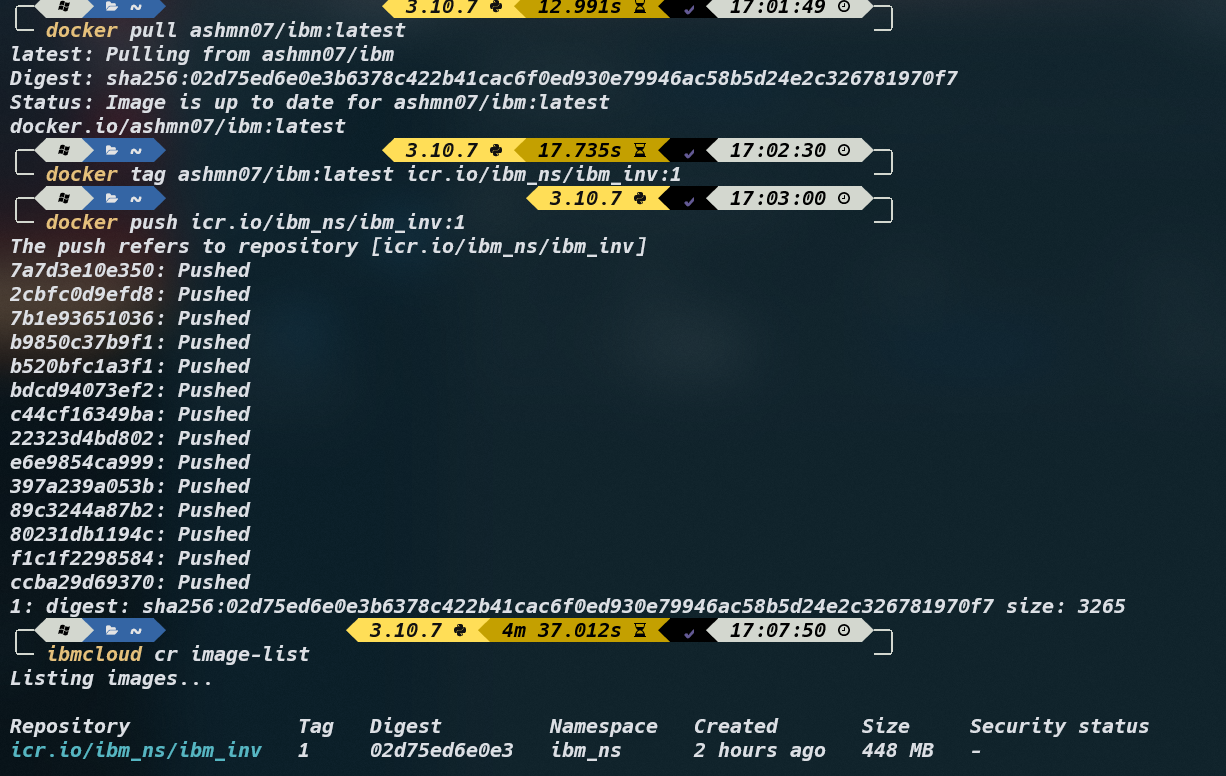 ~ 3.10.7 12.991s 17:01:49
docker pull ashmn07/ibm:latest
latest: Pulling from ashmn07/ibm
Digest: sha256:02d75ed6e0e3b6378c422b41cac6f0ed930e79946ac58b5d24e2c326781970f7
Status: Image is up to date for ashmn07/ibm:latest
docker.io/ashmn07/ibm:latest
~ 3.10.7 17.735s 17:02:30
docker tag ashmn07/ibm:latest icr.io/ibm_ns/ibm_inv:1
~ 3.10.7 17:03:00
docker push icr.io/ibm_ns/ibm_inv:1
The push refers to repository [icr.io/ibm_ns/ibm_inv]
7a7d3e10e350: Pushed
2cbfc0d9efd8: Pushed
7b1e93651036: Pushed
b9850c37b9f1: Pushed
b520bfc1a3f1: Pushed
bdcd94073ef2: Pushed
c44cf16349ba: Pushed
22323d4bd802: Pushed
e6e9854ca999: Pushed
397a239a053b: Pushed
89c3244a87b2: Pushed
80231db1194c: Pushed
f1c1f2298584: Pushed
ccba29d69370: Pushed
1: digest: sha256:02d75ed6e0e3b6378c422b41cac6f0ed930e79946ac58b5d24e2c326781970f7 size: 3265
~ 3.10.7 4m 37.012s 17:07:50
ibmcloud cr image-list
Listing images...
Repository Tag Digest Namespace Created Size Security status
icr.io/ibm_ns/ibm_inv 1 02d75ed6e0e3 ibm_ns 2 hours ago 448 MB -